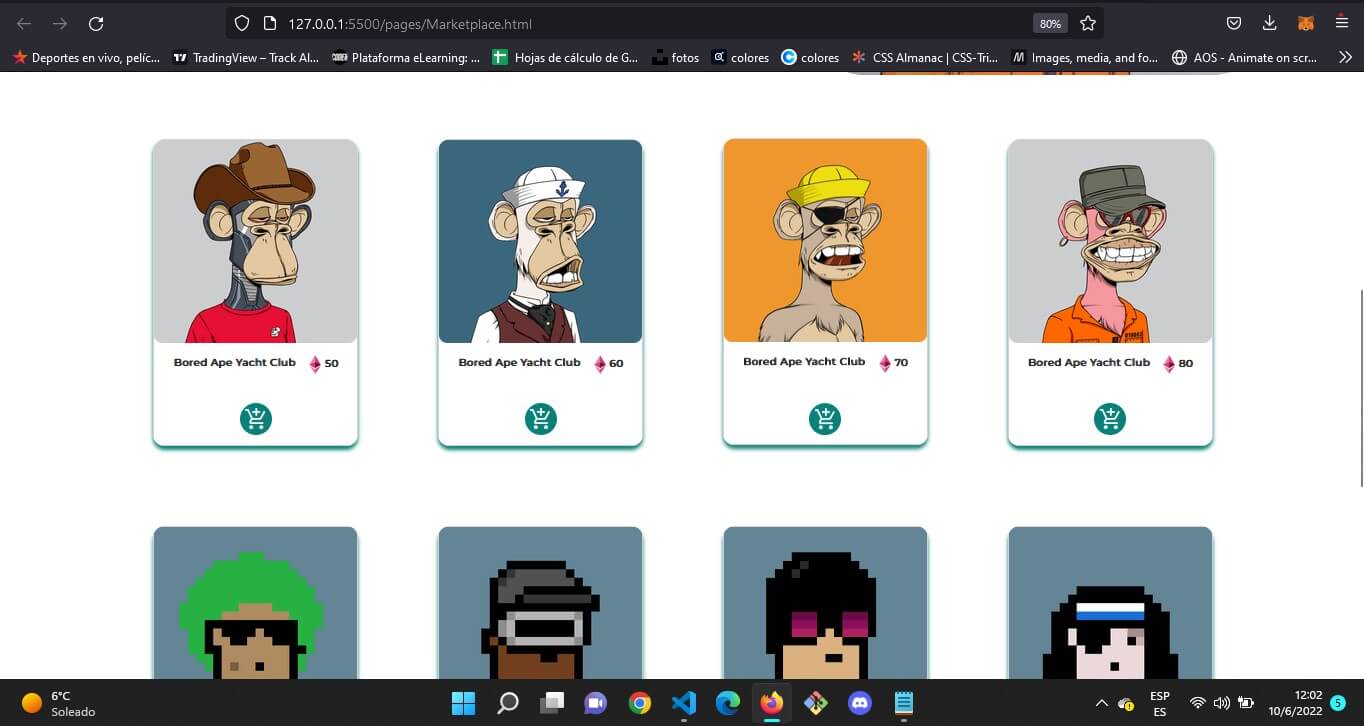 127.0.0.1:5500/pages/Marketplace.html
80%
Deportes en vivo, pelíc...
TradingView – Track Al...
Plataforma eLearning: ...
Hojas de cálculo de G...
fotos
colores
colores
CSS Almanac | CSS-Tri...
Images, media, and fo...
AOS - Animate on scr...
Bored Ape Yacht Club 50
Bored Ape Yacht Club 60
Bored Ape Yacht Club 70
Bored Ape Yacht Club 80
6°C
Soleado
ESP
ES
12:02
10/6/2022
5